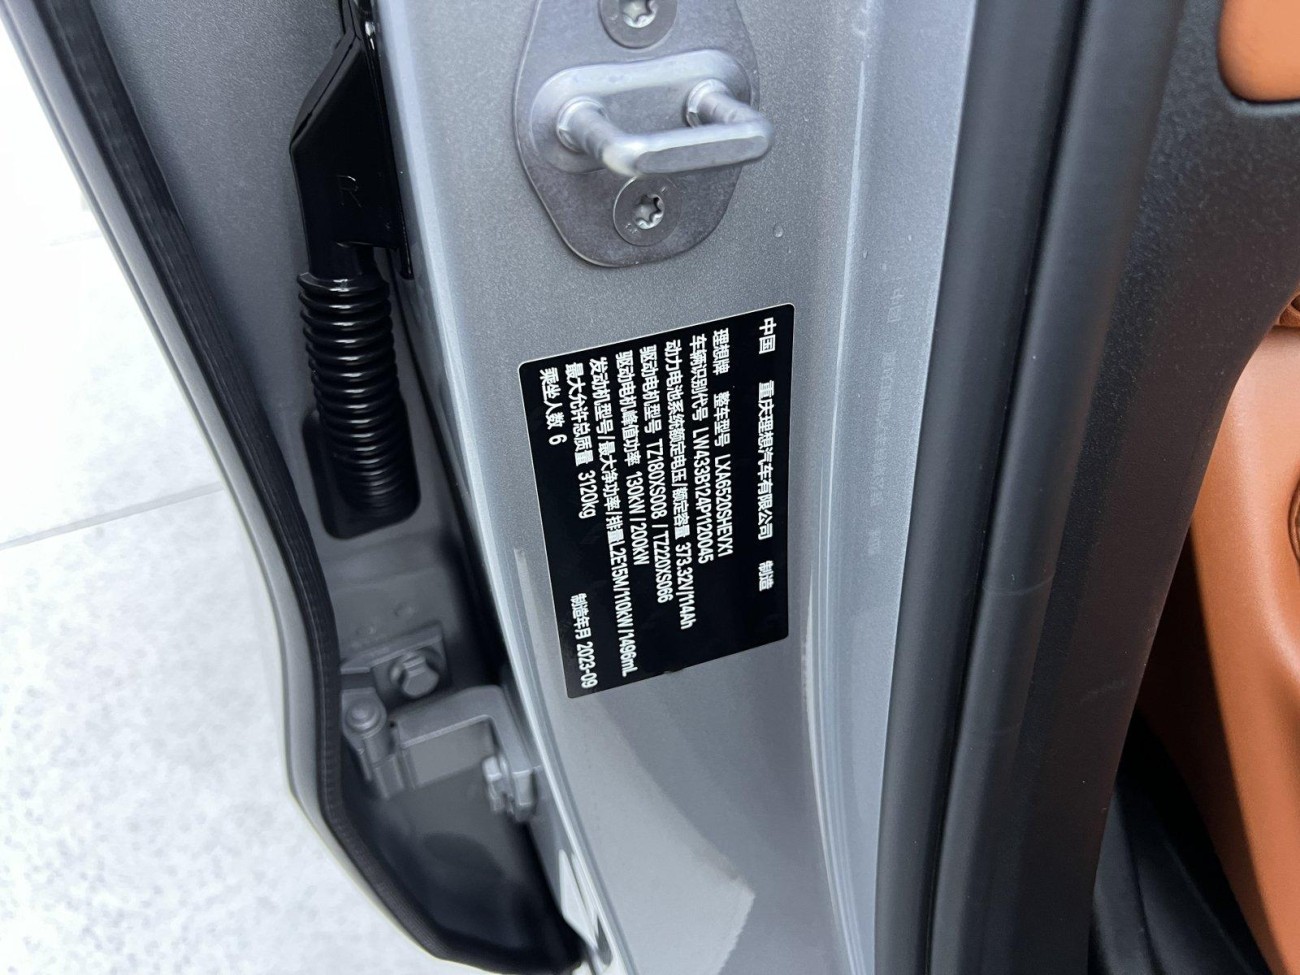 中国 重庆理想汽车有限公司 制造
理想牌 整车型号 LXA6520SHEVX1
车辆识别代号 LW433B124P1120045
动力电池系统额定电压/额定容量 373.32V/114Ah
驱动电机型号 TZ180XS008 / TZ220XS066
驱动电机峰值功率 130kW/200kW
发动机型号/最大净功率/排量L2E15M/110kW/1496mL
最大允许总质量 3120kg
乘坐人数 6 制造年月 2023-09
R